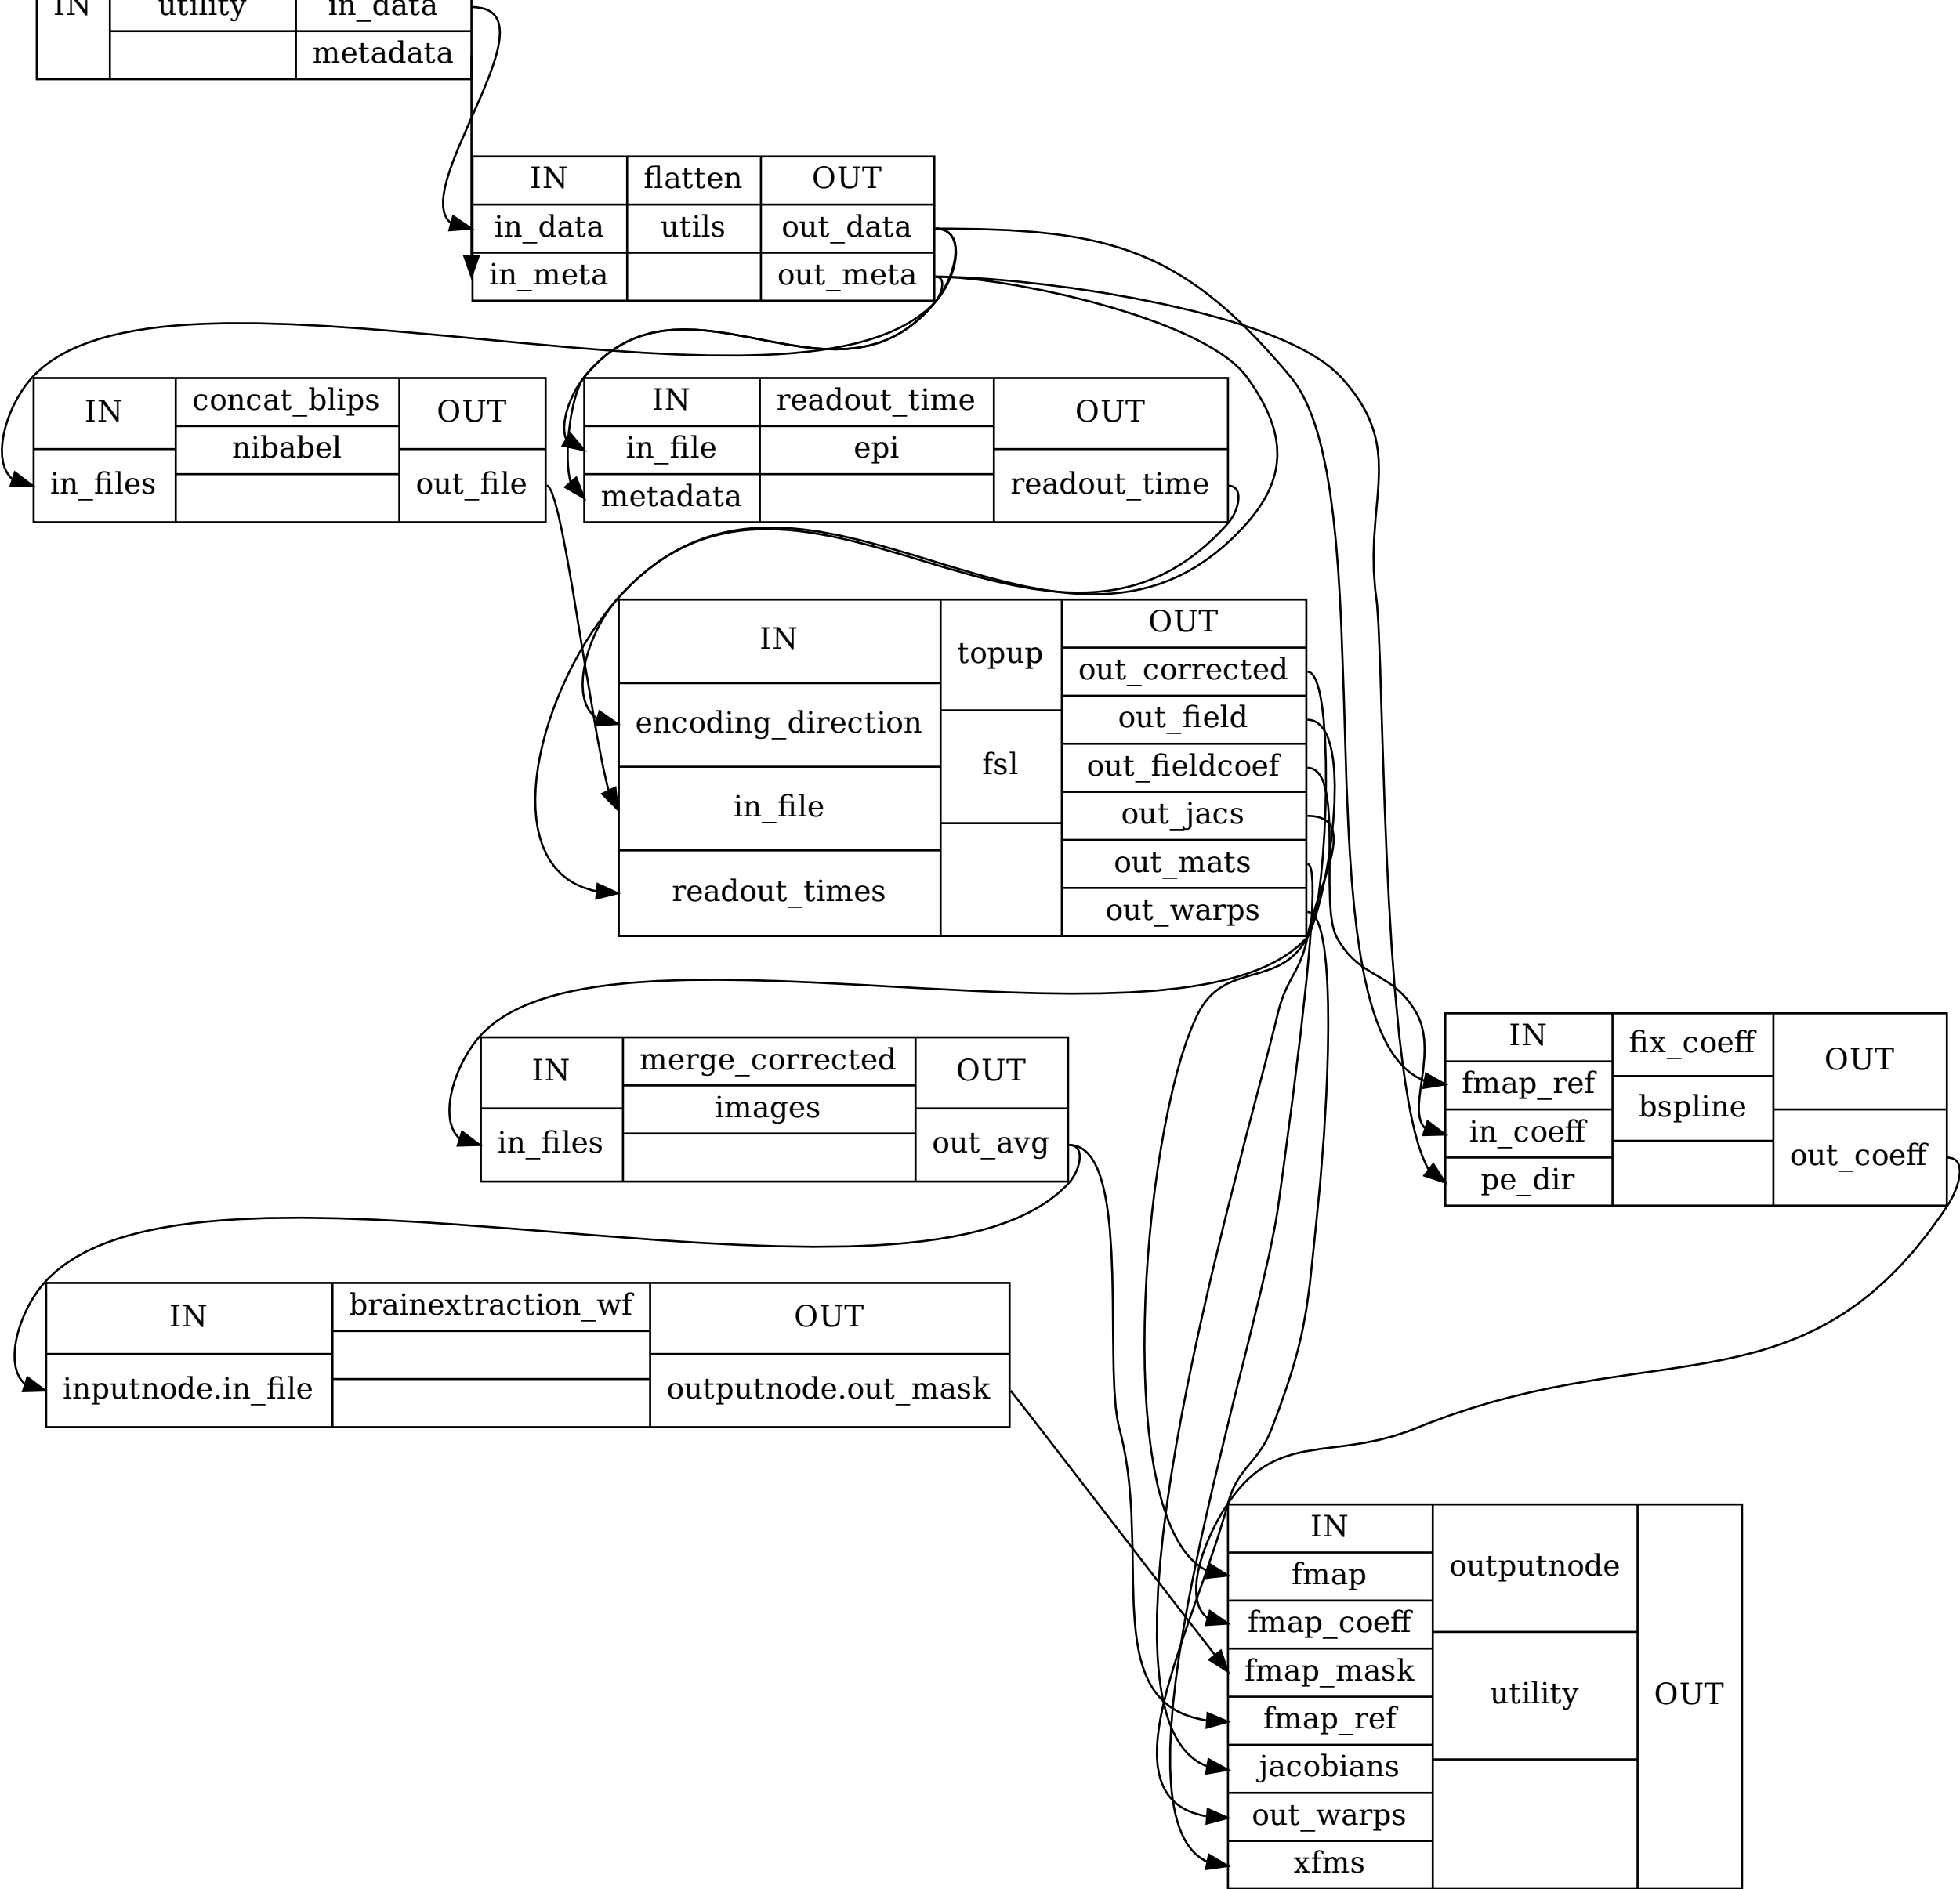 IN utility in_data
metadata
IN flatten OUT
in_data utils out_data
in_meta out_meta
IN concat_blips OUT
nibabel
in_files out_file
IN readout_time OUT
in_file epi
metadata readout_time
IN topup OUT
out_corrected
encoding_direction out_field
fsl out_fieldcoef
in_file out_jacs
out_mats
readout_times out_warps
IN merge_corrected OUT
images
in_files out_avg
IN fix_coeff OUT
fmap_ref bspline
in_coeff out_coeff
pe_dir
IN brainextraction_wf OUT
inputnode.in_file outputnode.out_mask
IN outputnode
fmap
fmap_coeff
fmap_mask utility OUT
fmap_ref
jacobians
out_warps
xfms